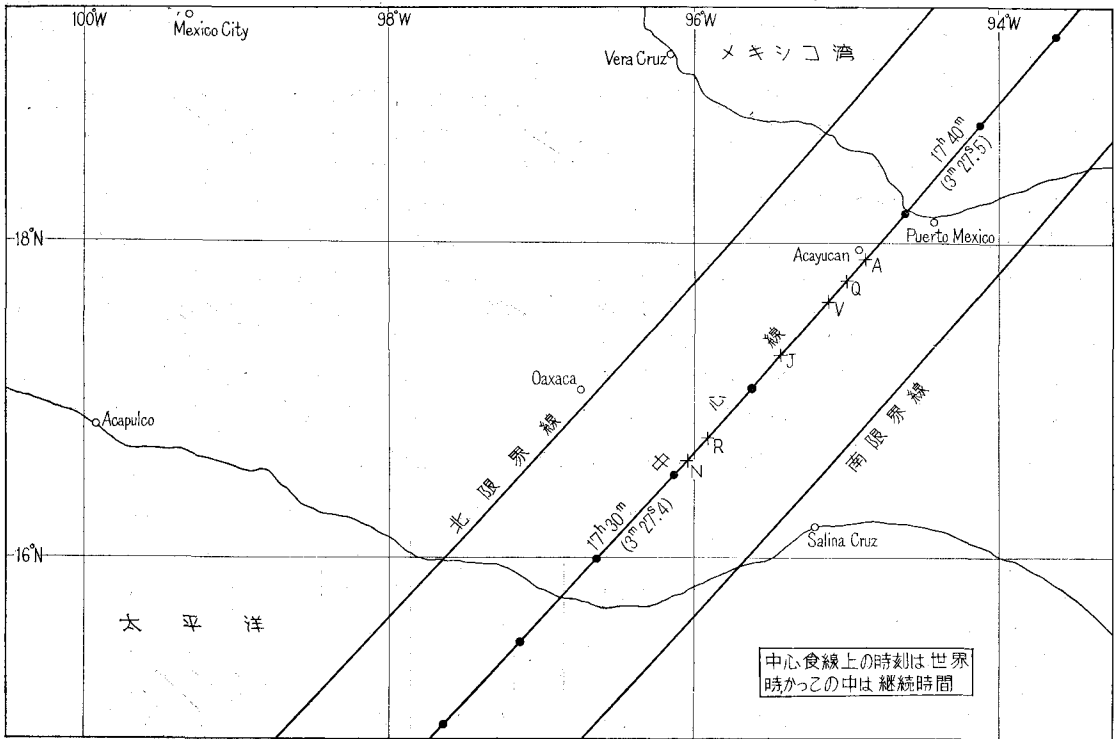 100°W
98°W
96°W
94°W
Mexico City
Vera Cruz
メキシコ湾
17ʰ40ᵐ
(3ᵐ27ˢ.5)
18°N
Puerto Mexico
Acayucan
A
Q
V
J
Oaxaca
Acapulco
R
N
中心線
北限界線
南限界線
17ʰ30ᵐ
(3ᵐ27ˢ.4)
Salina Cruz
16°N
太平洋
中心食線上の時刻は世界
時かっこの中は継続時間